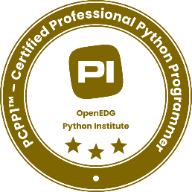 PCPP1™ — Certified Professional Python Programmer
PI
OpenEDG
Python Institute